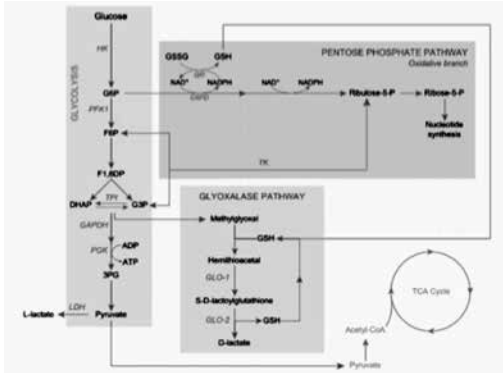 GLYCOLYSIS
Glucose
HK
G6P
PFK1
F6P
F1,6DP
DHAP
TPI
G3P
GAPDH
ADP
PGK
ATP
3PG
LDH
L-lactate
Pyruvate
PENTOSE PHOSPHATE PATHWAY
Oxidative branch
GSSG
GSH
GR
NAD⁺
NADPH
G6PD
NAD⁺
NADPH
Ribulose-5-P
Ribose-5-P
Nucleotide
synthesis
TK
GLYOXALASE PATHWAY
Methylglyoxal
GSH
Hemithioacetal
GLO-1
S-D-lactoylglutathione
GLO-2
GSH
D-lactate
TCA Cycle
Acetyl-CoA
Pyruvate